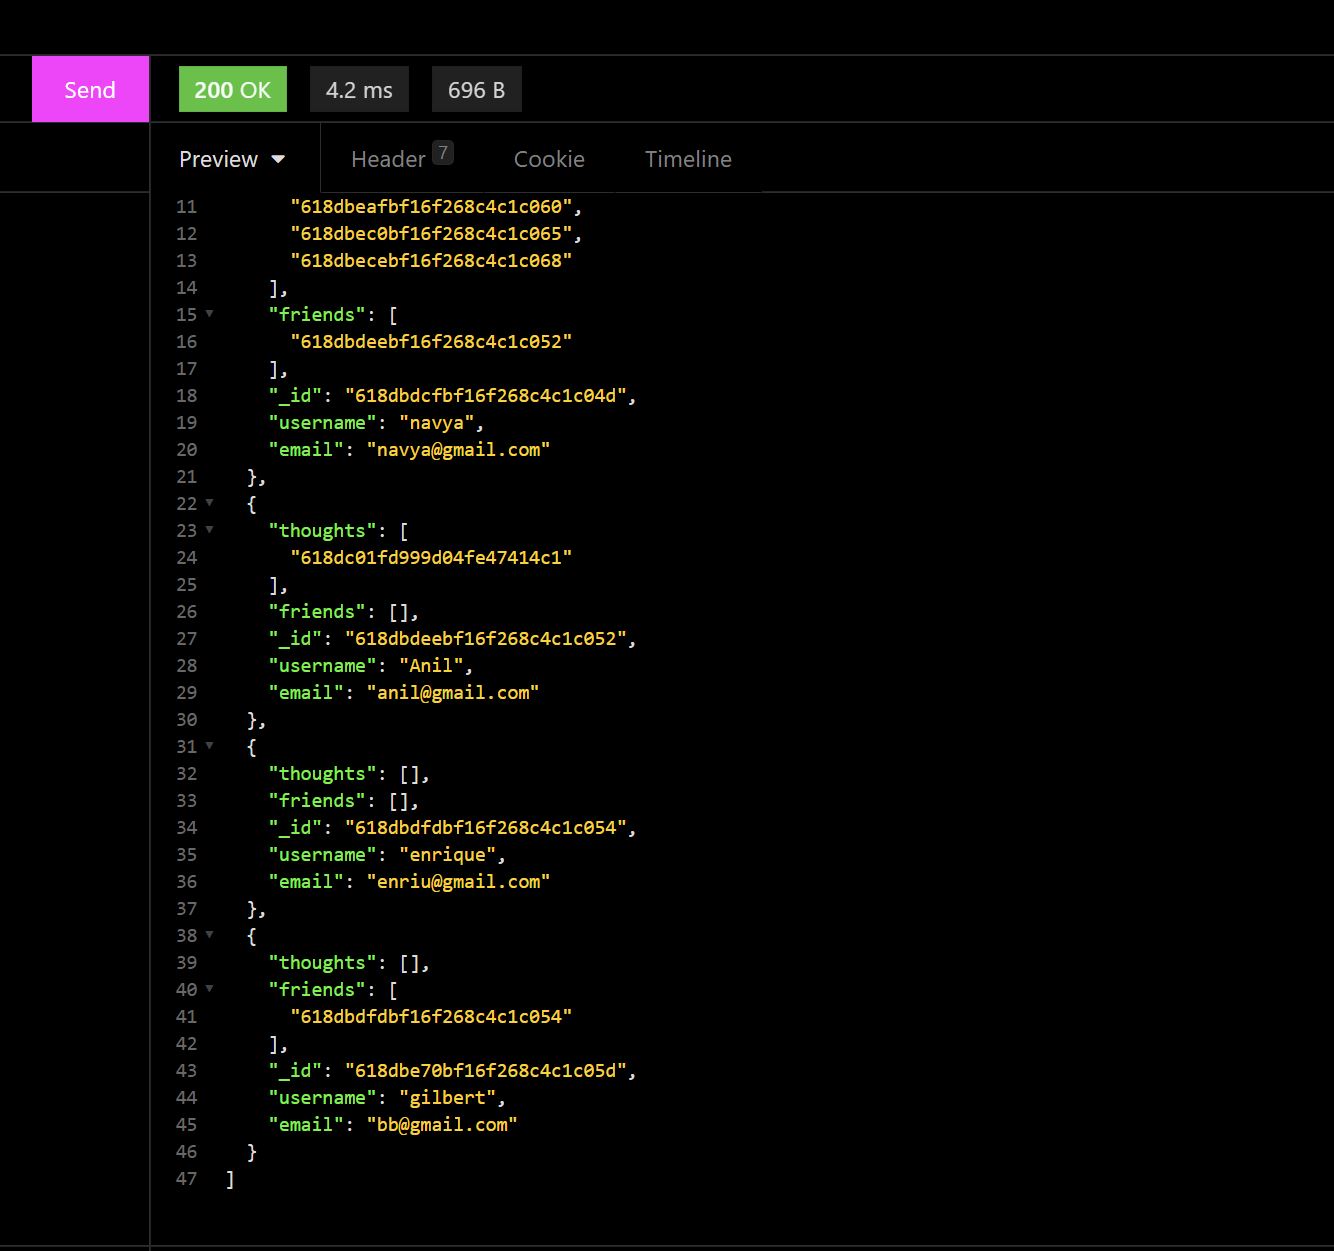 Send 200 OK 4.2 ms 696 B
Preview Header 7 Cookie Timeline
11 "618dbeafbf16f268c4c1c060",
12 "618dbec0bf16f268c4c1c065",
13 "618dbecebf16f268c4c1c068"
14 ],
15 "friends": [
16 "618dbdeebf16f268c4c1c052"
17 ],
18 "_id": "618dbdcfbf16f268c4c1c04d",
19 "username": "navya",
20 "email": "navya@gmail.com"
21 },
22 {
23 "thoughts": [
24 "618dc01fd999d04fe47414c1"
25 ],
26 "friends": [],
27 "_id": "618dbdeebf16f268c4c1c052",
28 "username": "Anil",
29 "email": "anil@gmail.com"
30 },
31 {
32 "thoughts": [],
33 "friends": [],
34 "_id": "618dbdfdbf16f268c4c1c054",
35 "username": "enrique",
36 "email": "enriu@gmail.com"
37 },
38 {
39 "thoughts": [],
40 "friends": [
41 "618dbdfdbf16f268c4c1c054"
42 ],
43 "_id": "618dbe70bf16f268c4c1c05d",
44 "username": "gilbert",
45 "email": "bb@gmail.com"
46 }
47 ]